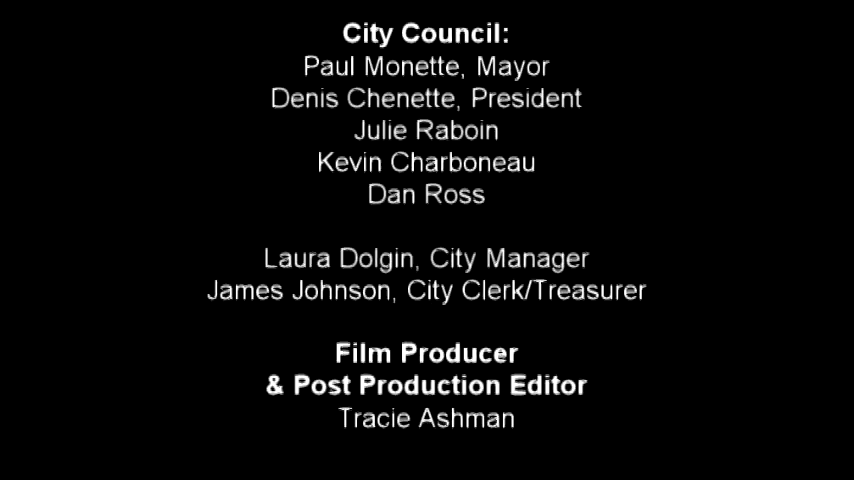 City Council:
Paul Monette, Mayor
Denis Chenette, President
Julie Raboin
Kevin Charboneau
Dan Ross
Laura Dolgin, City Manager
James Johnson, City Clerk/Treasurer
Film Producer
& Post Production Editor
Tracie Ashman